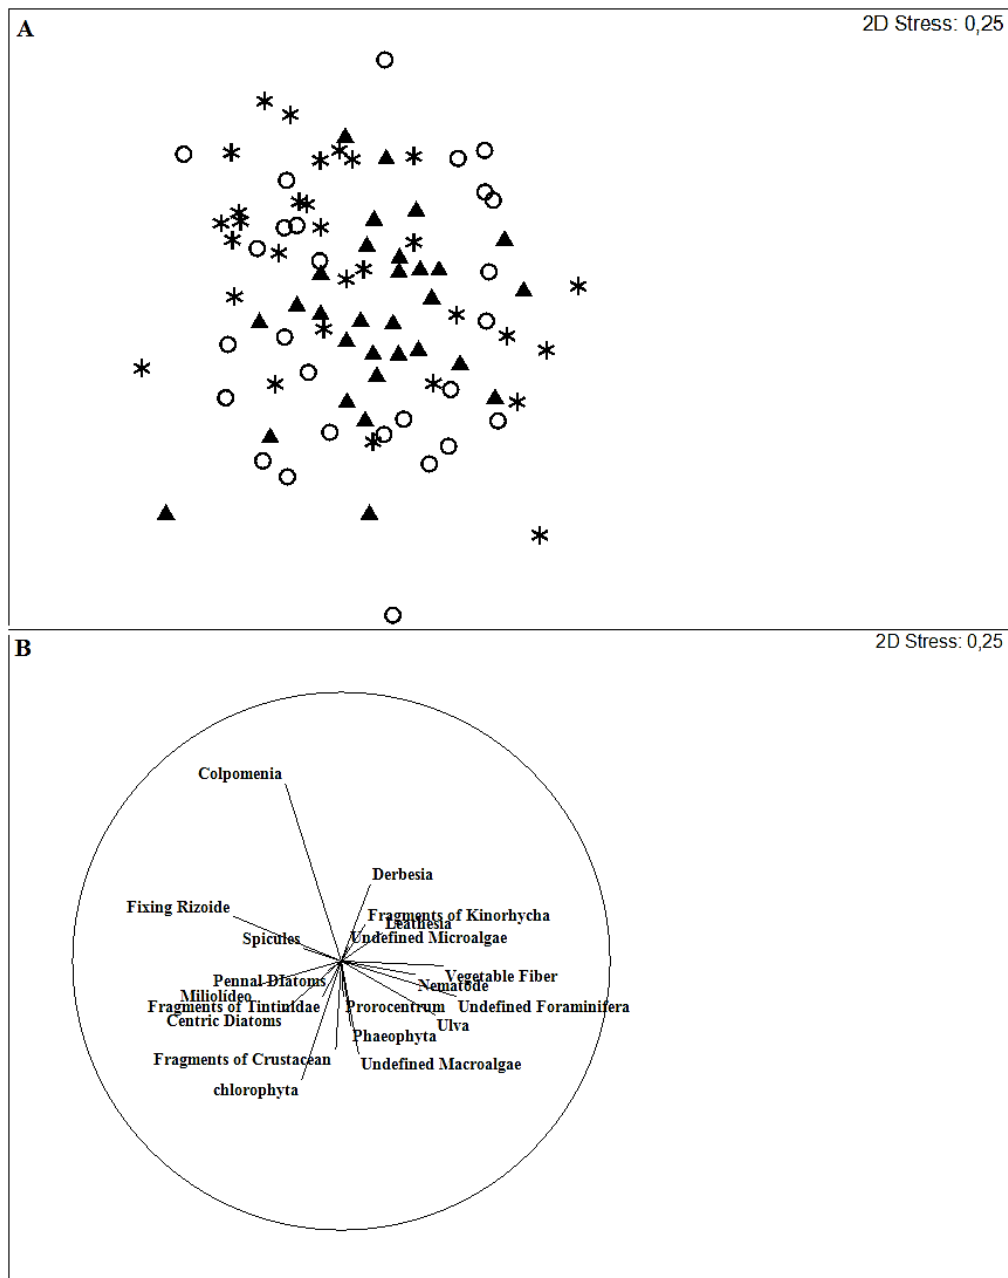 A
2D Stress: 0,25
B
2D Stress: 0,25
Colpomenia
Derbesia
Fixing Rizoide
Fragments of Kinorhycha
Leathesia
Spicules
Undefined Microalgae
Pennal Diatoms
Vegetable Fiber
Nematode
Miliolídeo
Fragments of Tintinidae
Prorocentrum
Undefined Foraminifera
Centric Diatoms
Ulva
Phaeophyta
Fragments of Crustacean
Undefined Macroalgae
chlorophyta